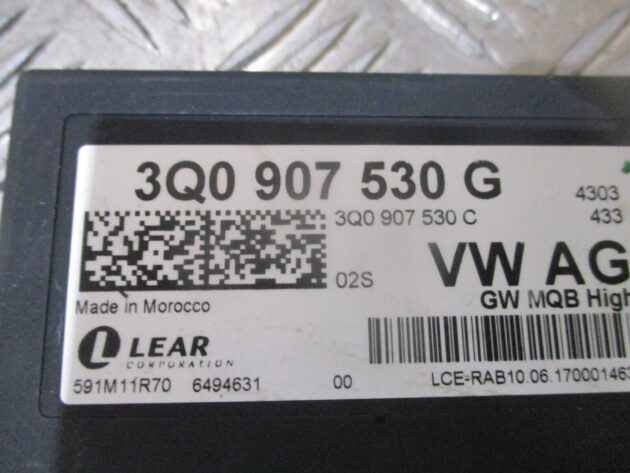 3Q0 907 530 G
4303
3Q0 907 530 C
433
02S
VW AG
GW MQB High
Made in Morocco
LEAR
CORPORATION
591M11R70 6494631 00 LCE-RAB10.06.170001463